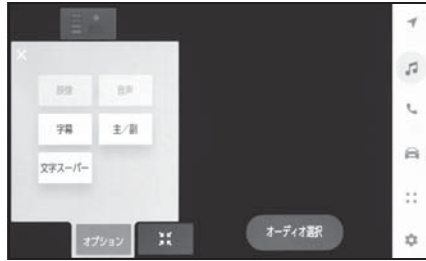 映像 音声
字幕 主/副
文字スーパー
オプション
オーディオ選択